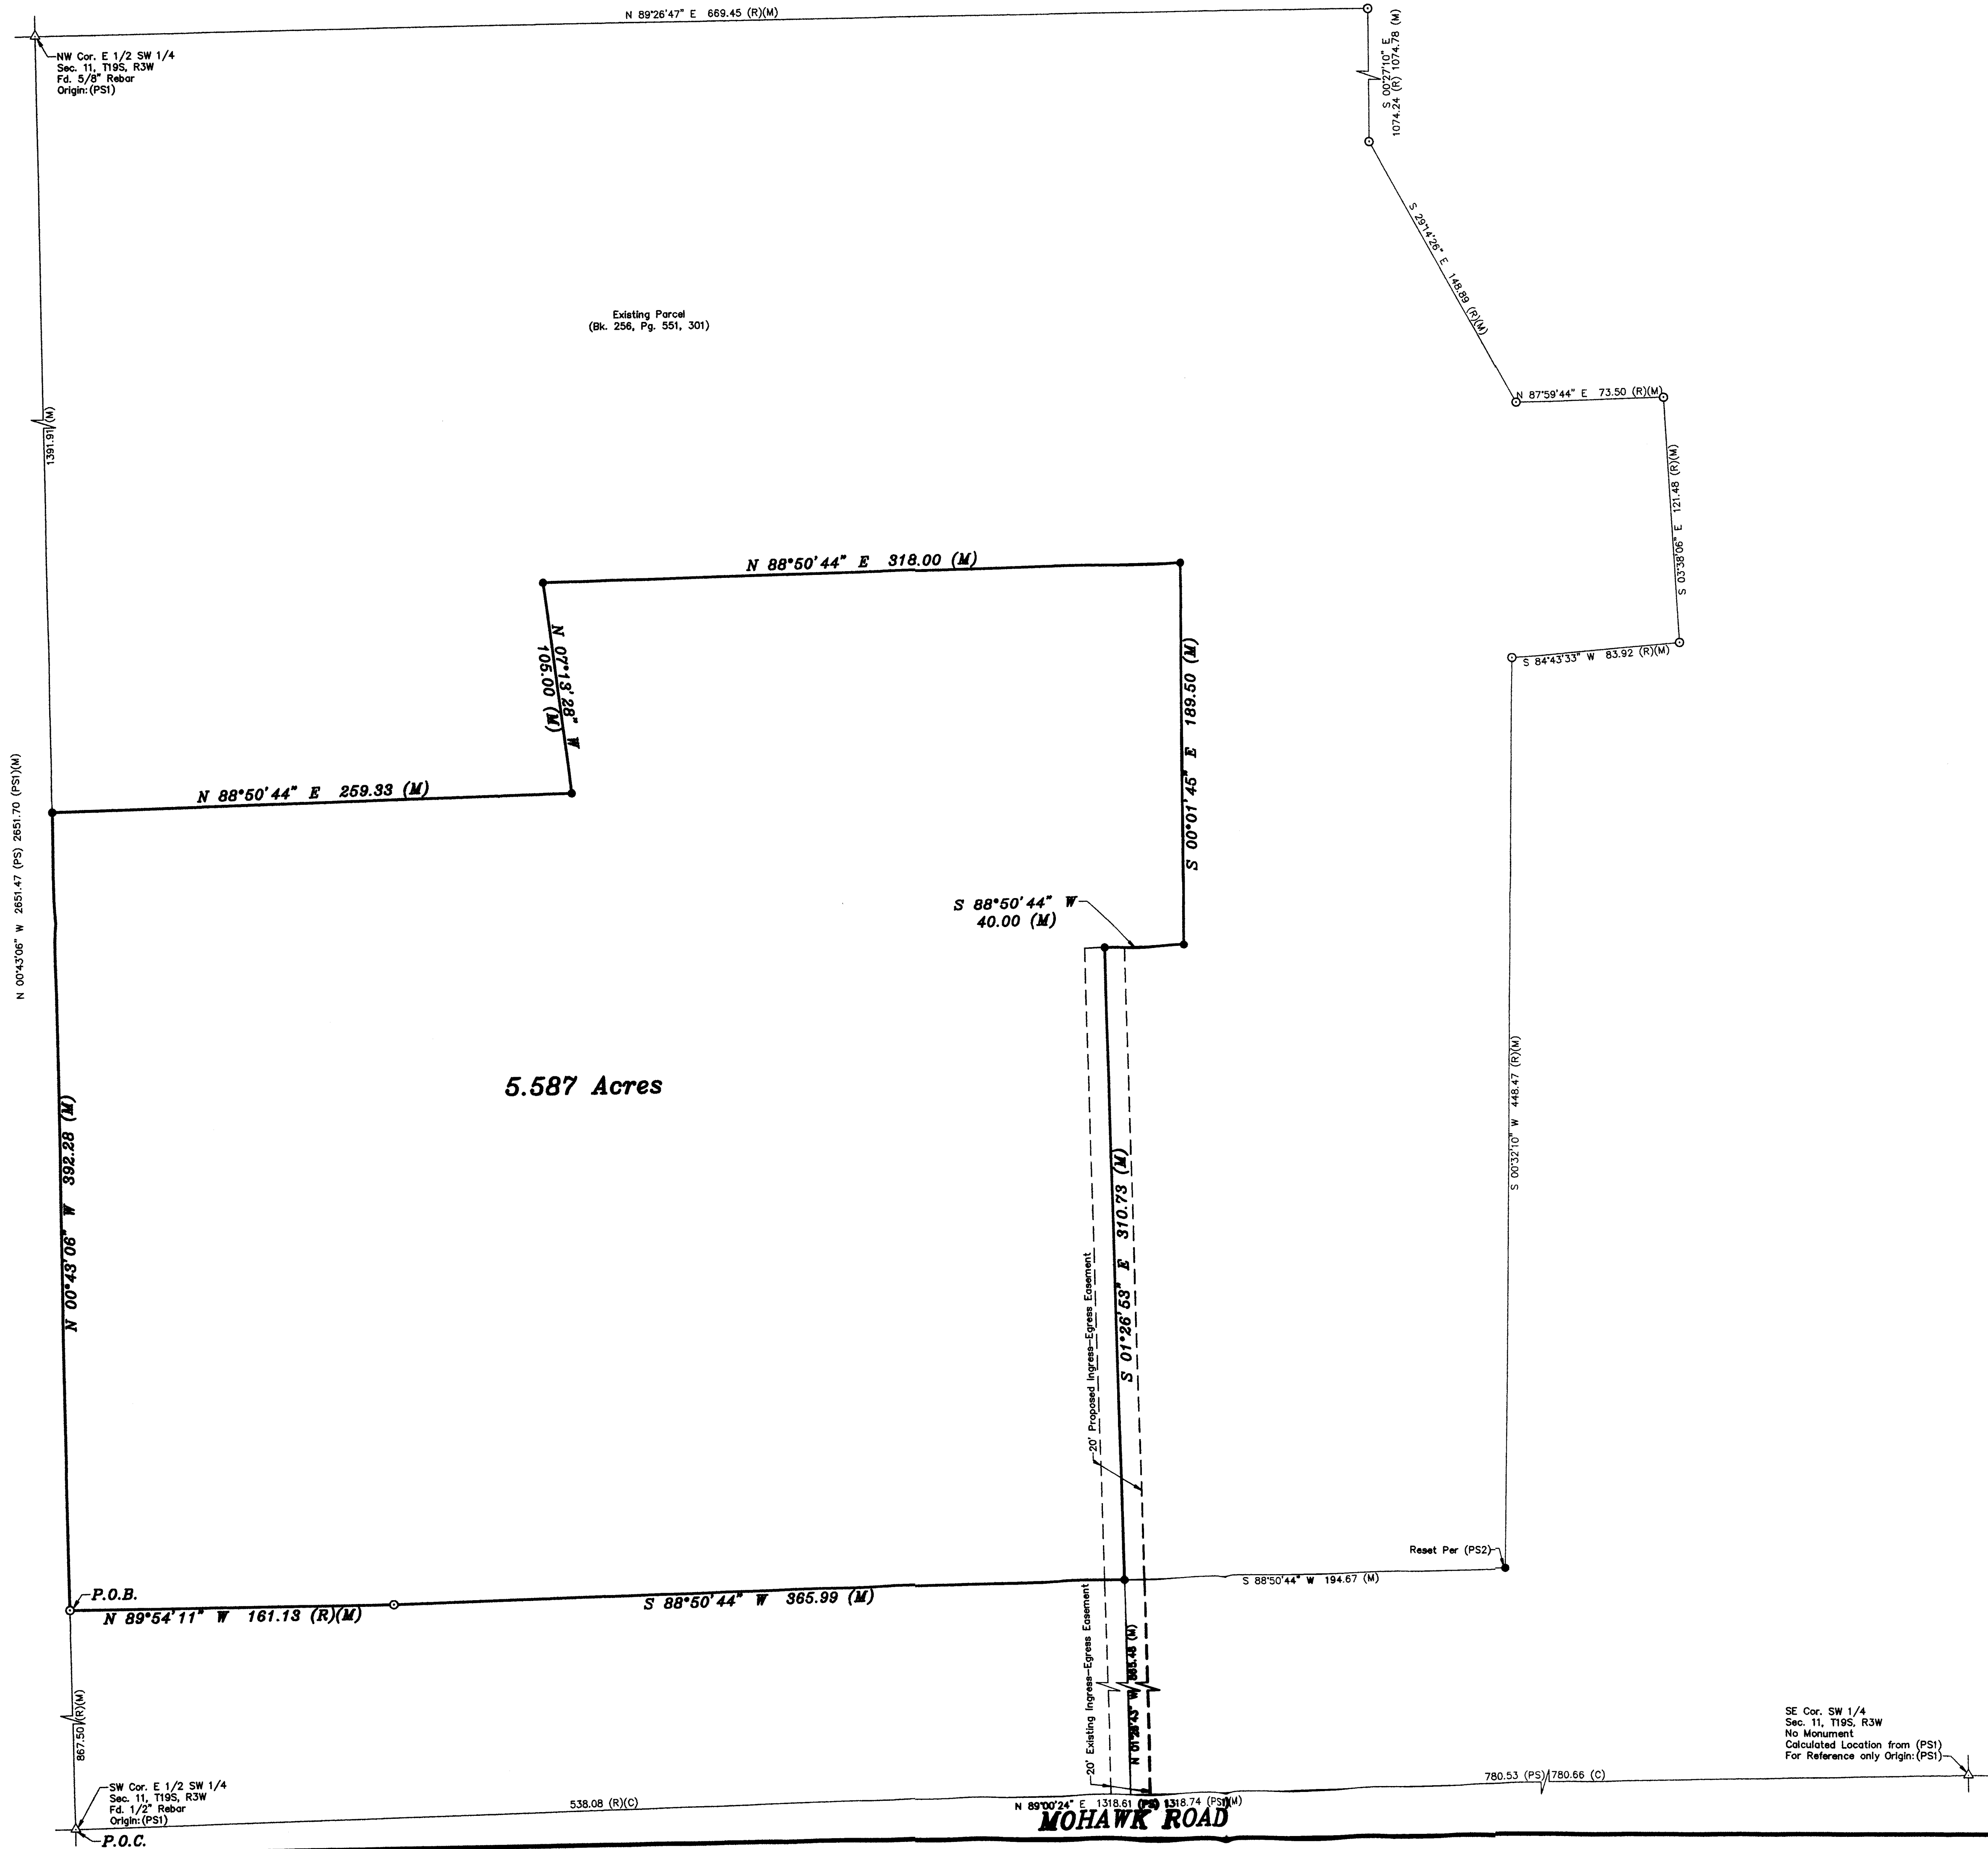 N 89°26'47" E 669.45 (R)(M)
NW Cor. E 1/2 SW 1/4
Sec. 11, T19S, R3W
Fd. 5/8" Rebar
Origin:(PS1)
S 00°27'10" E
1074.24 (R) 1074.78 (M)
S 29°14'26" E 148.89 (R)(M)
Existing Parcel
(Bk. 256, Pg. 551, 301)
N 87°59'44" E 73.50 (R)(M)
1391.91 (M)
S 03°38'06" E 121.48 (R)(M)
N 88°50'44" E 318.00 (M)
N 07°13'28" W
105.00 (M)
S 84°43'33" W 83.92 (R)(M)
S 00°01'45" E 189.50 (M)
N 88°50'44" E 259.33 (M)
N 00°43'06" W 2651.47 (PS) 2651.70 (PS1)(M)
S 88°50'44" W
40.00 (M)
5.587 Acres
N 00°43'06" W 392.28 (M)
S 01°26'53" E 310.73 (M)
20' Proposed Ingress-Egress Easement
S 00°32'10" W 448.47 (R)(M)
Reset Per (PS2)
S 88°50'44" W 194.67 (M)
P.O.B.
N 89°54'11" W 161.13 (R)(M)
S 88°50'44" W 365.99 (M)
20' Existing Ingress-Egress Easement
W 865.48 (M)
867.50 (R)(M)
SE Cor. SW 1/4
Sec. 11, T19S, R3W
No Monument
Calculated Location from (PS1)
For Reference only Origin:(PS1)
SW Cor. E 1/2 SW 1/4
Sec. 11, T19S, R3W
Fd. 1/2" Rebar
Origin:(PS1)
P.O.C.
538.08 (R)(C)
780.53 (PS) 780.66 (C)
N 89°00'24" E 1318.61 (PS) 1318.74 (PS1)(M)
MOHAWK ROAD